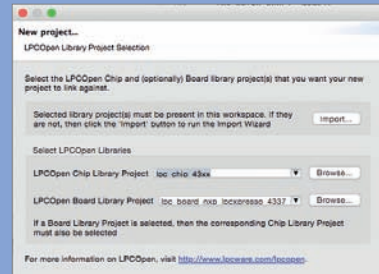 New project...
LPCOpen Library Project Selection
Select the LPCOpen Chip and (optionally) Board library project(s) that you want your new
project to link against.
Selected library project(s) must be present in this workspace. If they
are not, then click the 'Import' button to run the Import Wizard
Import...
Select LPCOpen Libraries
LPCOpen Chip Library Project lpc_chip_43xx Browse...
LPCOpen Board Library Project lpc_board_nxp_lpcxpresso_4337 Browse...
If a Board Library Project is selected, then the corresponding Chip Library Project
must also be selected
For more information on LPCOpen, visit http://www.lpcware.com/lpcopen.